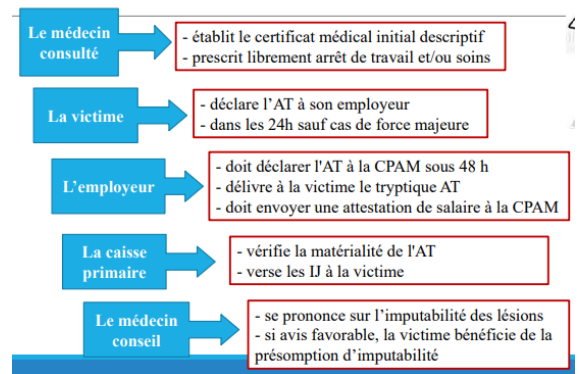 Le médecin
consulté
- établit le certificat médical initial descriptif
- prescrit librement arrêt de travail et/ou soins
La victime
- déclare l'AT à son employeur
- dans les 24h sauf cas de force majeure
L'employeur
- doit déclarer l'AT à la CPAM sous 48 h
- délivre à la victime le tryptique AT
- doit envoyer une attestation de salaire à la CPAM
La caisse
primaire
- vérifie la matérialité de l'AT
- verse les IJ à la victime
Le médecin
conseil
- se prononce sur l'imputabilité des lésions
- si avis favorable, la victime bénéficie de la
présomption d'imputabilité